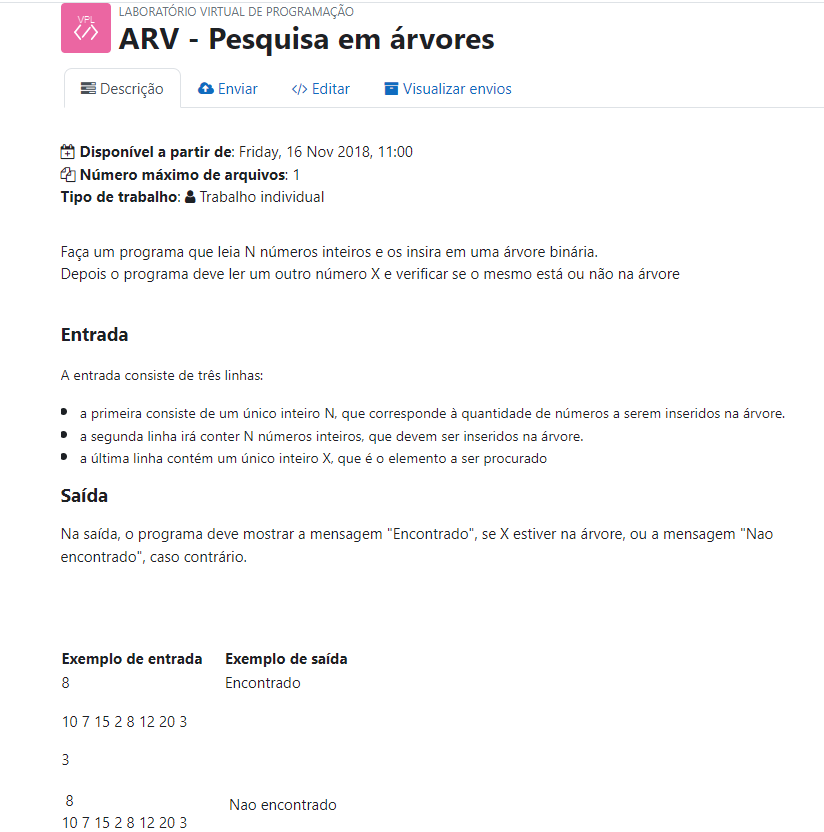 VPL
LABORATÓRIO VIRTUAL DE PROGRAMAÇÃO
ARV - Pesquisa em árvores
Descrição Enviar </> Editar Visualizar envios
Disponível a partir de: Friday, 16 Nov 2018, 11:00
Número máximo de arquivos: 1
Tipo de trabalho: Trabalho individual
Faça um programa que leia N números inteiros e os insira em uma árvore binária.
Depois o programa deve ler um outro número X e verificar se o mesmo está ou não na árvore
Entrada
A entrada consiste de três linhas:
• a primeira consiste de um único inteiro N, que corresponde à quantidade de números a serem inseridos na árvore.
• a segunda linha irá conter N números inteiros, que devem ser inseridos na árvore.
• a última linha contém um único inteiro X, que é o elemento a ser procurado
Saída
Na saída, o programa deve mostrar a mensagem "Encontrado", se X estiver na árvore, ou a mensagem "Nao
encontrado", caso contrário.
Exemplo de entrada Exemplo de saída
8 Encontrado
10 7 15 2 8 12 20 3
3
8 Nao encontrado
10 7 15 2 8 12 20 3